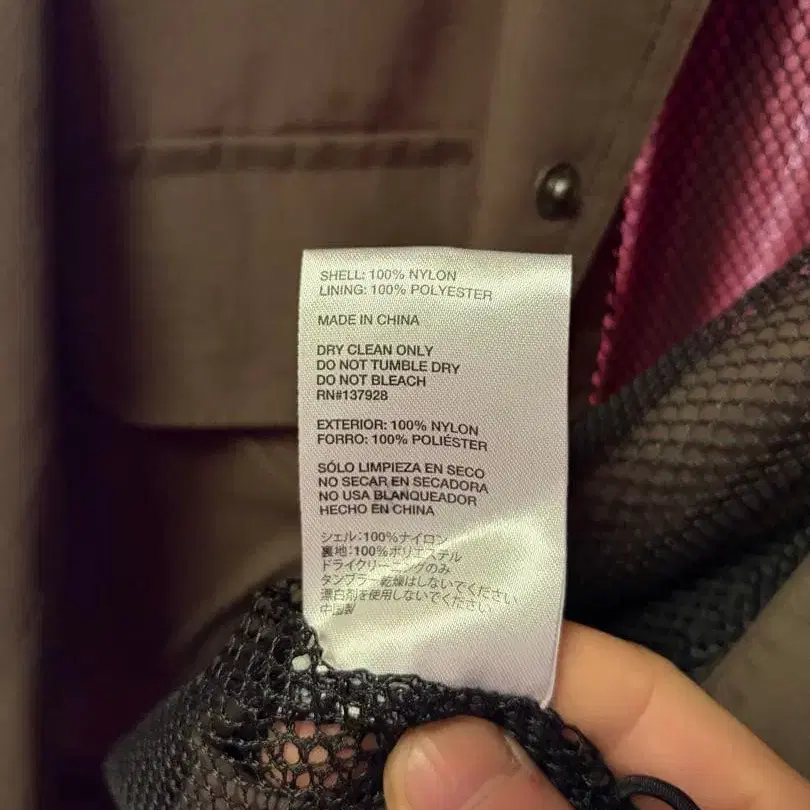 SHELL: 100% NYLON
LINING: 100% POLYESTER
MADE IN CHINA
DRY CLEAN ONLY
DO NOT TUMBLE DRY
DO NOT BLEACH
RN#137928
EXTERIOR: 100% NYLON
FORRO: 100% POLIÉSTER
SÓLO LIMPIEZA EN SECO
NO SECAR EN SECADORA
NO USA BLANQUEADOR
HECHO EN CHINA
シェル:100%ナイロン
裏地:100%ポリエステル
ドライクリーニングのみ
タンブラー乾燥はしないでください
漂白剤を使用しないでください
中国製